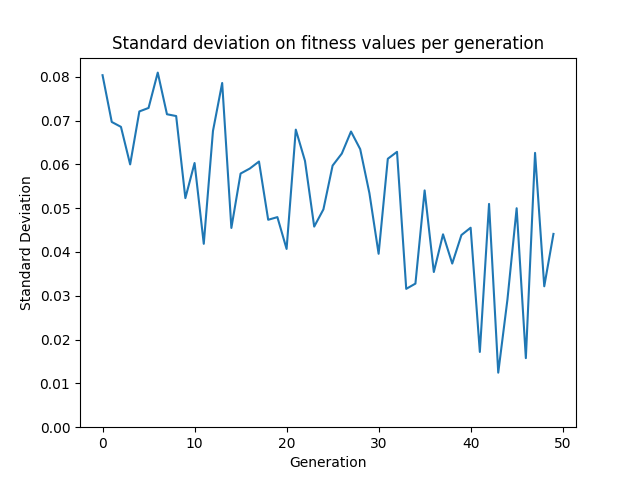 Standard deviation on fitness values per generation
0.08
0.07
0.06
0.05
0.04
0.03
0.02
0.01
0.00
Standard Deviation
0 10 20 30 40 50
Generation